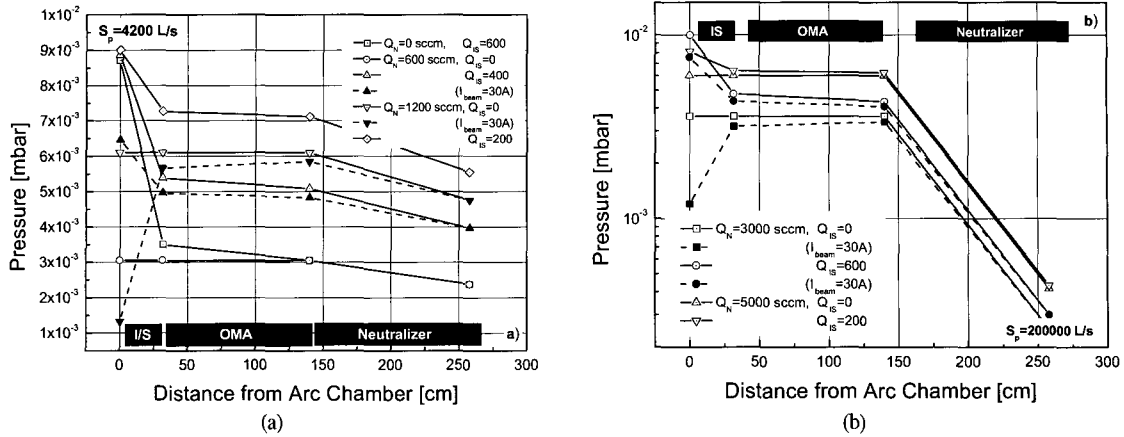 S_p=4200 L/s
1x10^-2
9x10^-3
8x10^-3
7x10^-3
6x10^-3
5x10^-3
4x10^-3
3x10^-3
2x10^-3
1x10^-3
Pressure [mbar]
Q_N=0 sccm, Q_IS=600
Q_N=600 sccm, Q_IS=0
Q_IS=400
(I_beam=30A)
Q_N=1200 sccm, Q_IS=0
(I_beam=30A)
Q_IS=200
I/S OMA Neutralizer a)
0 50 100 150 200 250 300
Distance from Arc Chamber [cm]
(a)
b)
IS OMA Neutralizer
10^-2
10^-3
Pressure [mbar]
Q_N=3000 sccm, Q_IS=0
(I_beam=30A)
Q_IS=600
(I_beam=30A)
Q_N=5000 sccm, Q_IS=0
Q_IS=200
S_p=200000 L/s
0 50 100 150 200 250 300
Distance from Arc Chamber [cm]
(b)